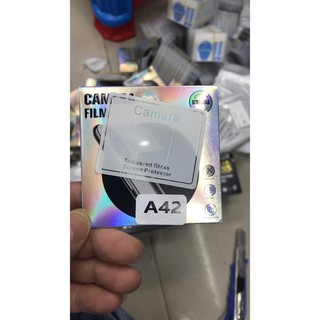 CAMERA
FILM
Camera
Tempered Glass
Screen Protector
A42